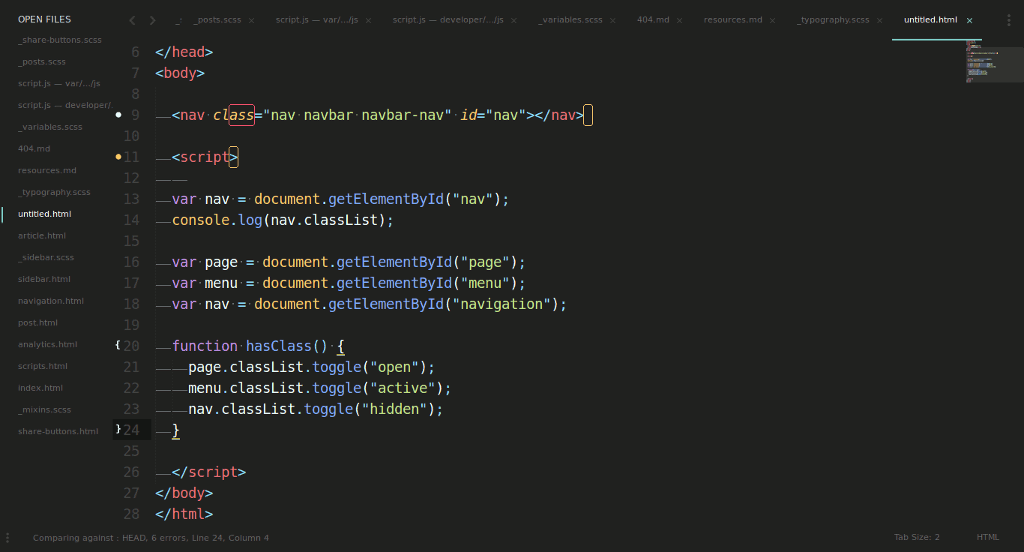 OPEN FILES
_share-buttons.scss
_posts.scss
script.js — var/.../js
script.js — developer/...
_variables.scss
404.md
resources.md
_typography.scss
untitled.html
article.html
_sidebar.scss
sidebar.html
navigation.html
post.html
analytics.html
scripts.html
index.html
_mixins.scss
share-buttons.html
_posts.scss ×
script.js — var/.../js ×
script.js — developer/.../js ×
_variables.scss ×
404.md ×
resources.md ×
_typography.scss ×
untitled.html ×
6 </head>
7 <body>
8
9 <nav class="nav navbar navbar-nav" id="nav"></nav>
10
11 <script>
12
13 var nav = document.getElementById("nav");
14 console.log(nav.classList);
15
16 var page = document.getElementById("page");
17 var menu = document.getElementById("menu");
18 var nav = document.getElementById("navigation");
19
{ 20 function hasClass() {
21 page.classList.toggle("open");
22 menu.classList.toggle("active");
23 nav.classList.toggle("hidden");
} 24 }
25
26 </script>
27 </body>
28 </html>
Comparing against : HEAD, 6 errors, Line 24, Column 4
Tab Size: 2
HTML